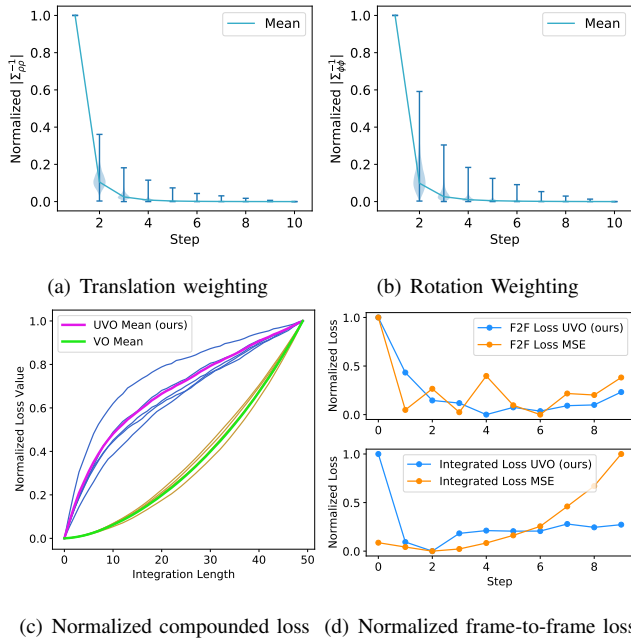 1.0
0.8
0.6
0.4
0.2
0.0
Normalized |Σ⁻¹ρρ|
Mean
2 4 6 8 10
Step
(a) Translation weighting
1.0
0.8
0.6
0.4
0.2
0.0
Normalized |Σ⁻¹ϕϕ|
Mean
2 4 6 8 10
Step
(b) Rotation Weighting
1.0
0.8
0.6
0.4
0.2
0.0
Normalized Loss Value
UVO Mean (ours)
VO Mean
0 10 20 30 40 50
Integration Length
(c) Normalized compounded loss
1.0
0.5
0.0
Normalized Loss
F2F Loss UVO (ours)
F2F Loss MSE
0 2 4 6 8
1.0
0.5
0.0
Normalized Loss
Integrated Loss UVO (ours)
Integrated Loss MSE
0 2 4 6 8
Step
(d) Normalized frame-to-frame loss